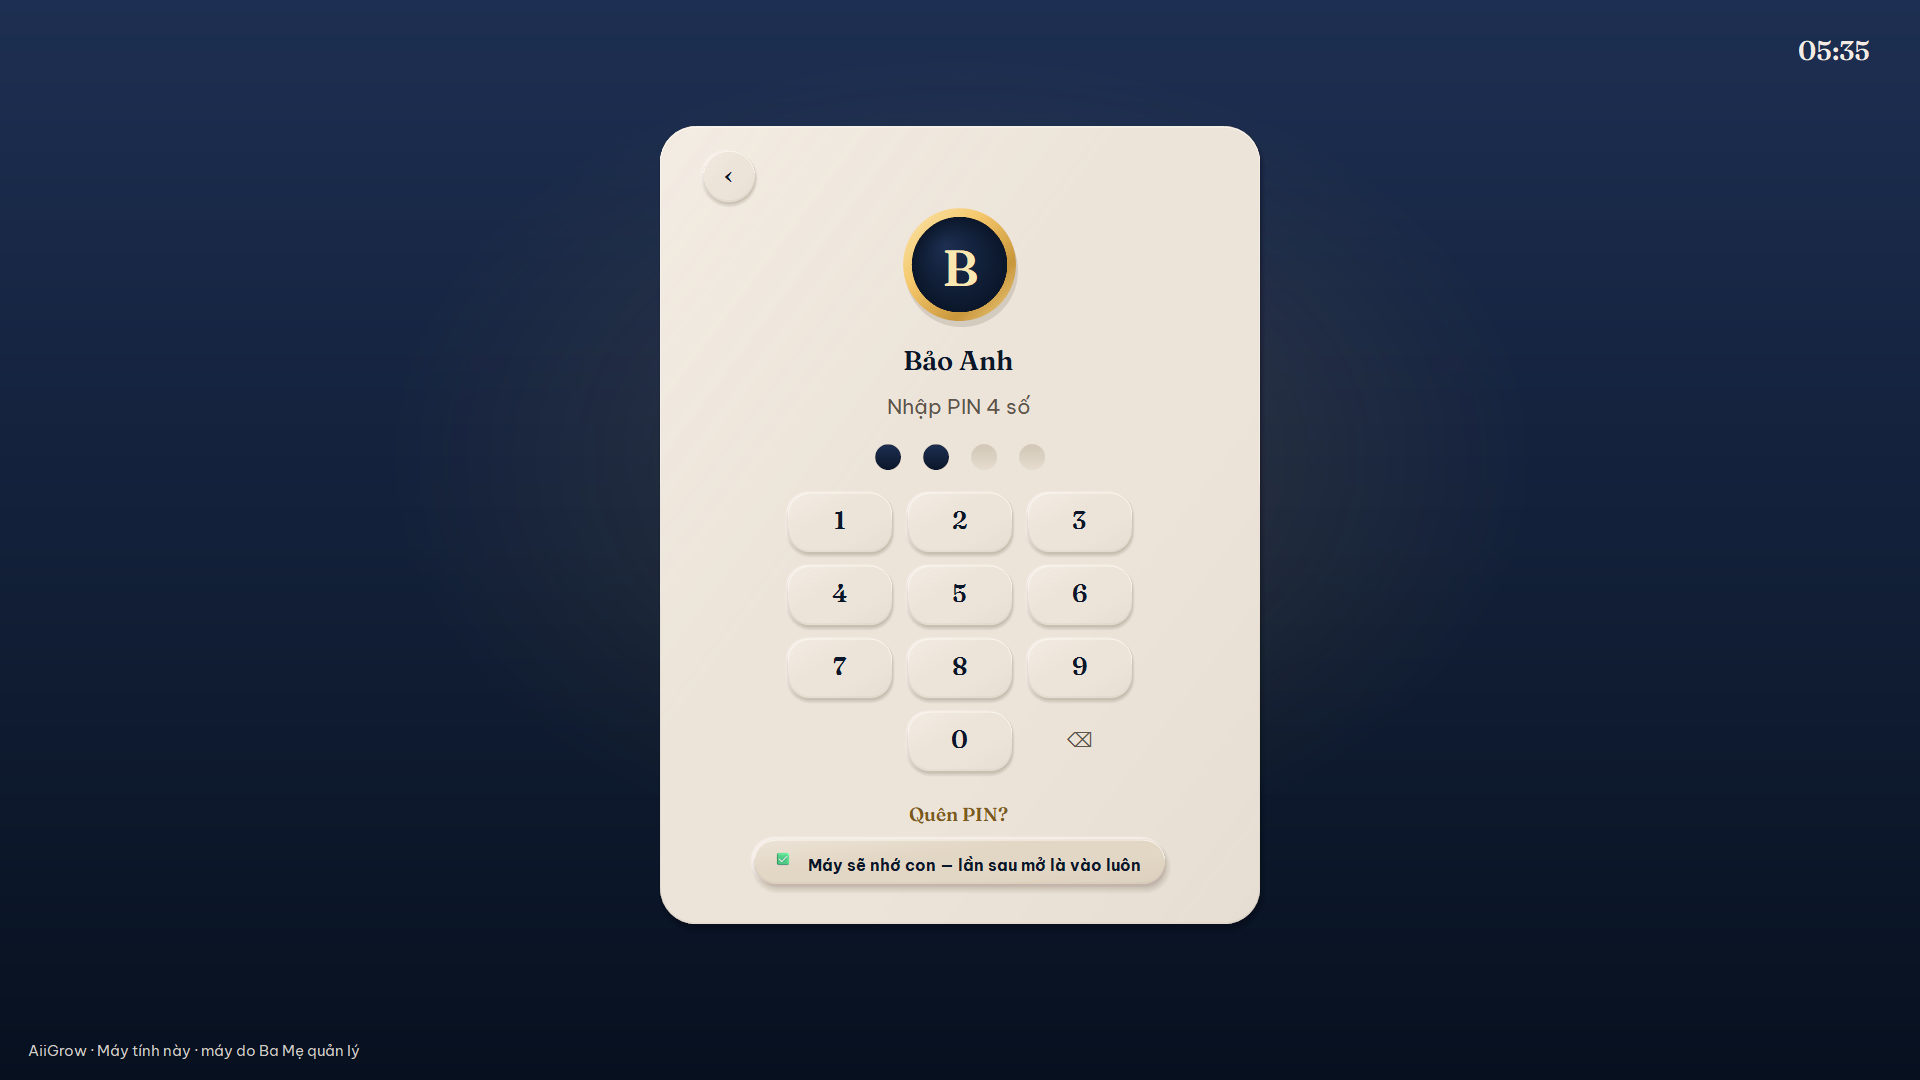 05:35
‹
B
Bảo Anh
Nhập PIN 4 số
1 2 3
4 5 6
7 8 9
0 ⌫
Quên PIN?
Máy sẽ nhớ con – lần sau mở là vào luôn
AiiGrow · Máy tính này · máy do Ba Mẹ quản lý